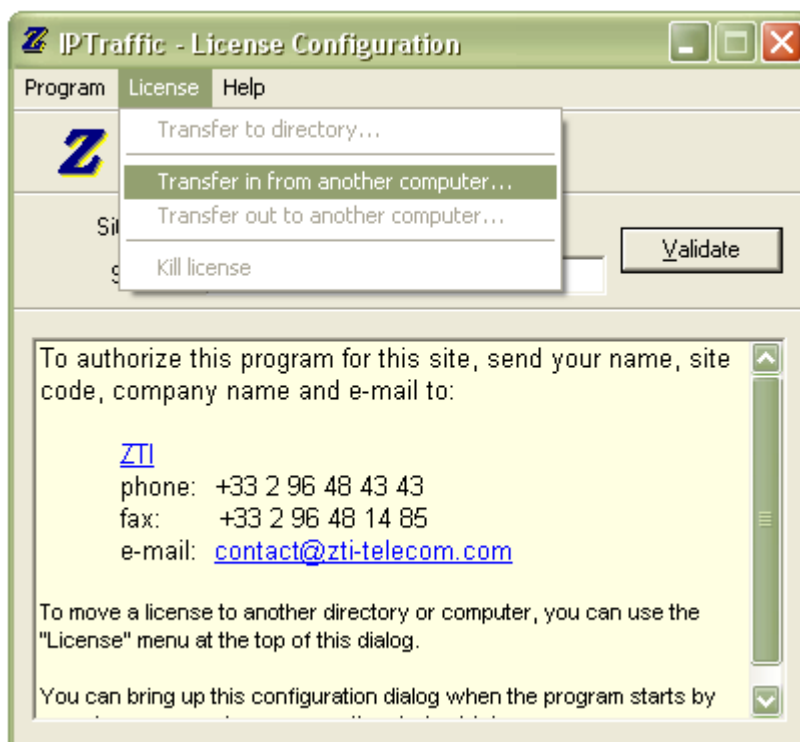 IPTraffic - License Configuration
Program License Help
Transfer to directory...
Transfer in from another computer...
Transfer out to another computer...
Kill license
Validate
To authorize this program for this site, send your name, site
code, company name and e-mail to:
ZTI
phone: +33 2 96 48 43 43
fax: +33 2 96 48 14 85
e-mail: contact@zti-telecom.com
To move a license to another directory or computer, you can use the
"License" menu at the top of this dialog.
You can bring up this configuration dialog when the program starts by